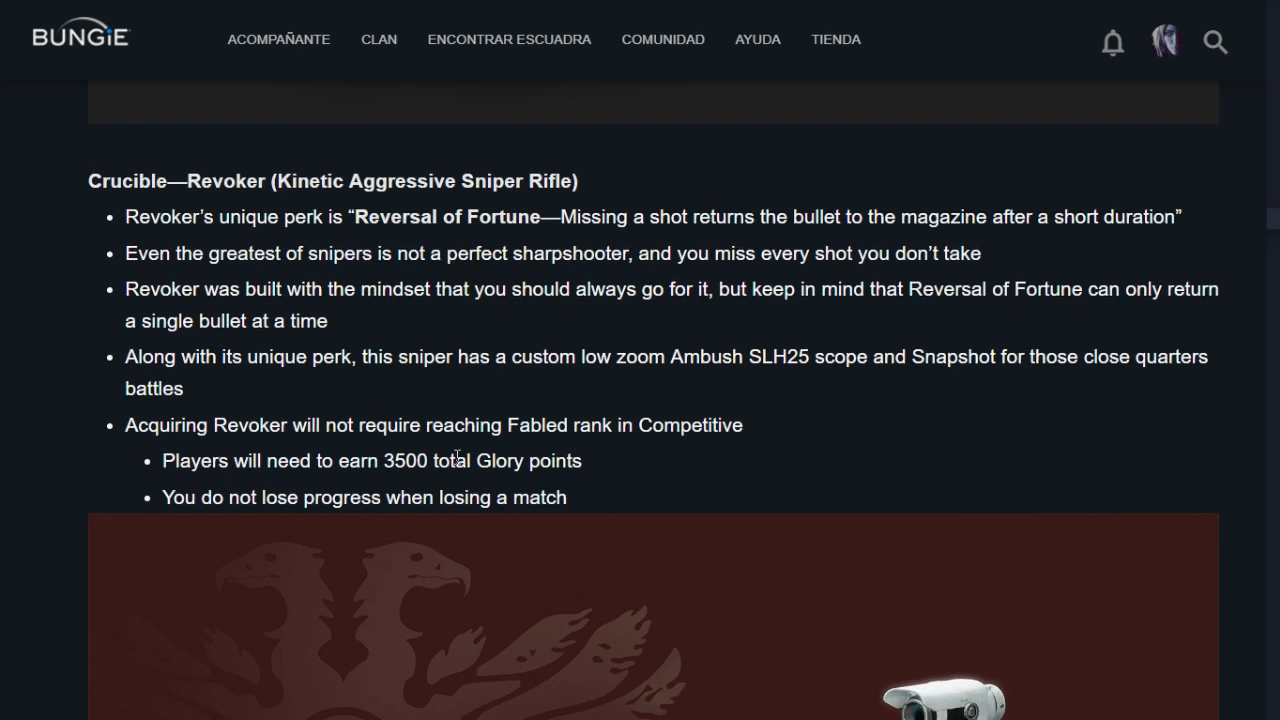 BUNGiE
ACOMPAÑANTE CLAN ENCONTRAR ESCUADRA COMUNIDAD AYUDA TIENDA
Crucible—Revoker (Kinetic Aggressive Sniper Rifle)
• Revoker’s unique perk is “Reversal of Fortune—Missing a shot returns the bullet to the magazine after a short duration”
• Even the greatest of snipers is not a perfect sharpshooter, and you miss every shot you don’t take
• Revoker was built with the mindset that you should always go for it, but keep in mind that Reversal of Fortune can only return
a single bullet at a time
• Along with its unique perk, this sniper has a custom low zoom Ambush SLH25 scope and Snapshot for those close quarters
battles
• Acquiring Revoker will not require reaching Fabled rank in Competitive
• Players will need to earn 3500 total Glory points
• You do not lose progress when losing a match